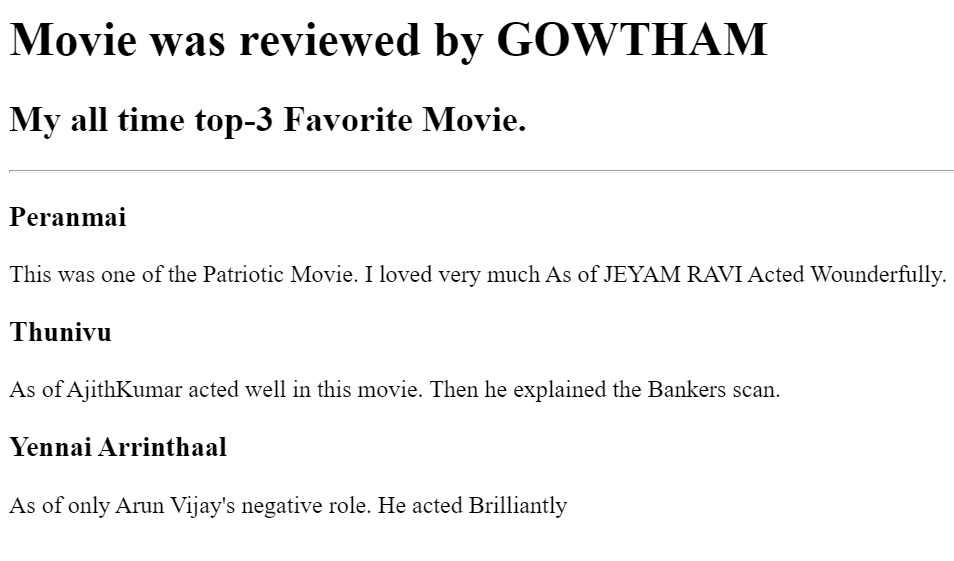 Movie was reviewed by GOWTHAM
My all time top-3 Favorite Movie.
Peranmai
This was one of the Patriotic Movie. I loved very much As of JEYAM RAVI Acted Wounderfully.
Thunivu
As of AjithKumar acted well in this movie. Then he explained the Bankers scan.
Yennai Arrinthaal
As of only Arun Vijay's negative role. He acted Brilliantly